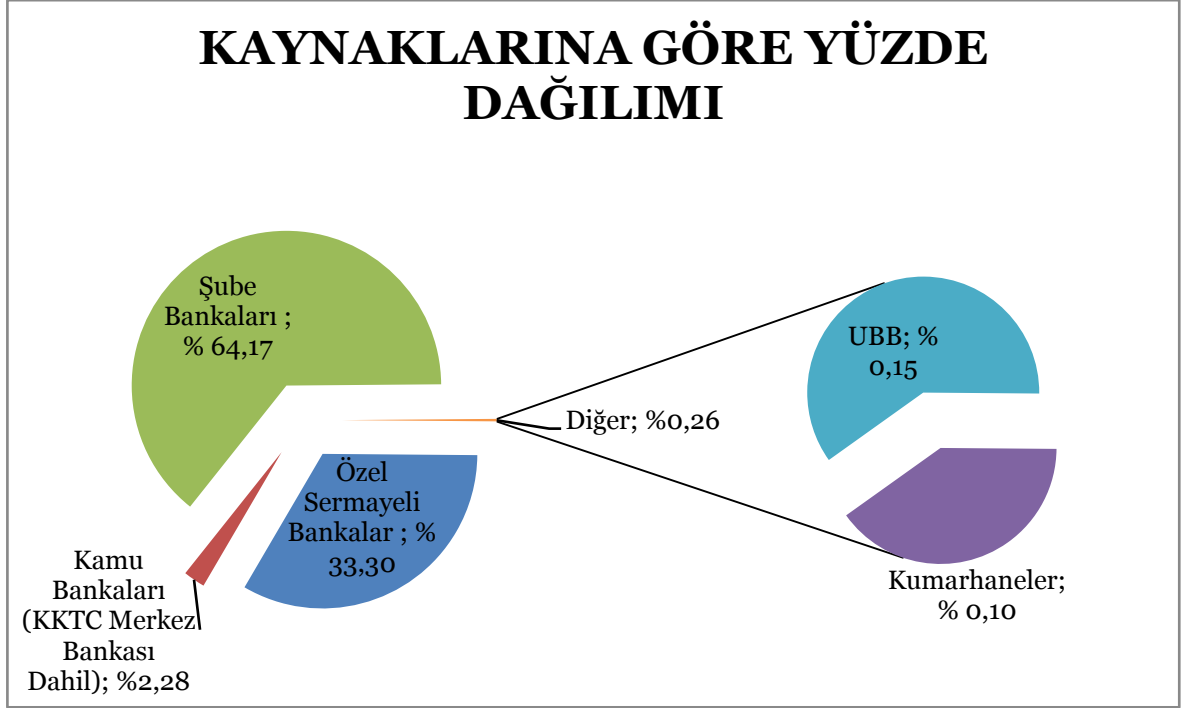 KAYNAKLARINA GÖRE YÜZDE
DAĞILIMI
Şube
Bankaları ;
% 64,17
UBB; %
0,15
Diğer; %0,26
Özel
Sermayeli
Bankalar ; %
33,30
Kamu
Bankaları
(KKTC Merkez
Bankası
Dahil); %2,28
Kumarhaneler;
% 0,10